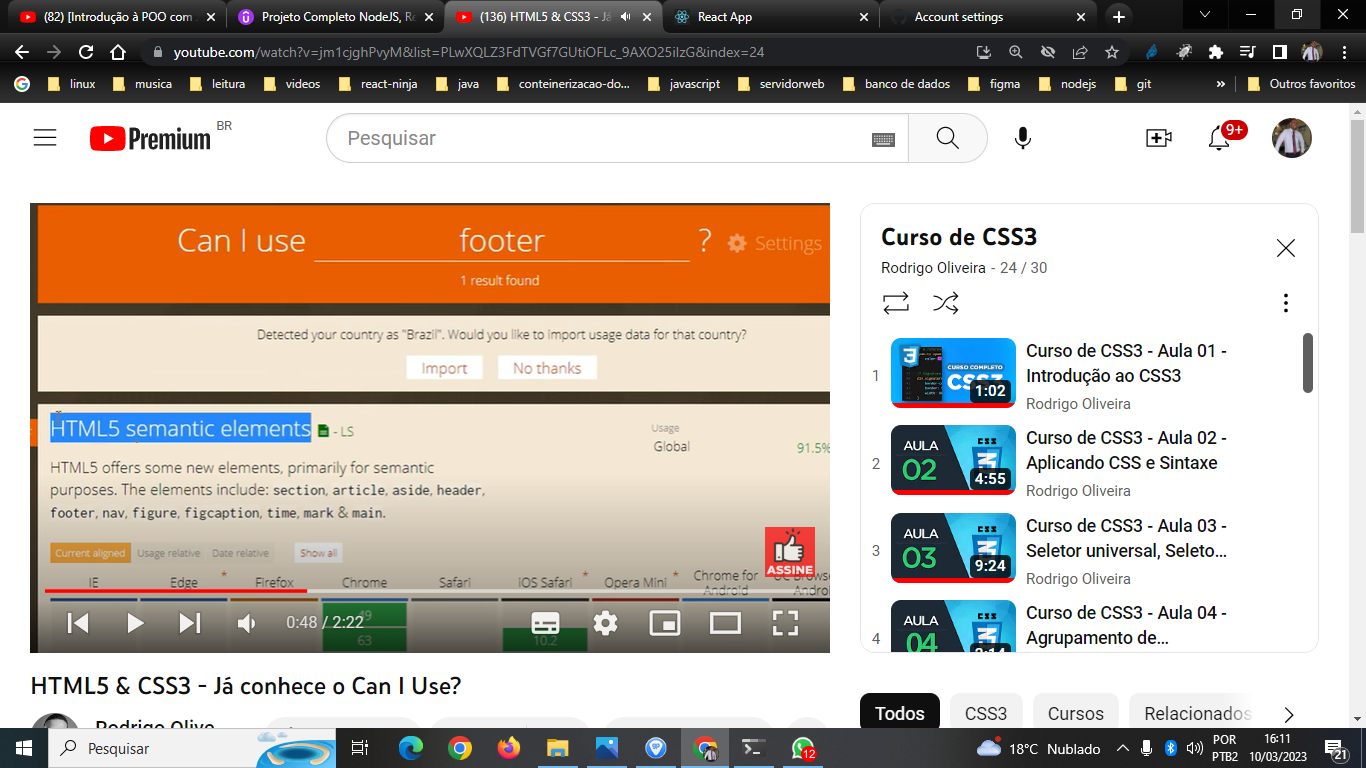 (82) [Introdução à POO com
Projeto Completo NodeJS, Re
(136) HTML5 & CSS3 - Já
React App
Account settings
youtube.com/watch?v=jm1cjghPvyM&list=PLwXQLZ3FdTVGf7GUtiOFLc_9AXO25iIzG&index=24
linux
musica
leitura
videos
react-ninja
java
conteinerizacao-do...
javascript
servidorweb
banco de dados
figma
nodejs
git
»
Outros favoritos
Premium
BR
Pesquisar
9+
Can I use footer ? Settings
1 result found
Detected your country as "Brazil". Would you like to import usage data for that country?
Import
No thanks
HTML5 semantic elements - LS
Usage
Global
91.5%
HTML5 offers some new elements, primarily for semantic
purposes. The elements include: section, article, aside, header,
footer, nav, figure, figcaption, time, mark & main.
Current aligned
Usage relative
Date relative
Show all
ASSINE
IE
Edge *
Firefox
Chrome
Safari
iOS Safari *
Opera Mini *
Chrome for
Android
49
63
10.2
0:48 / 2:22
Curso de CSS3
Rodrigo Oliveira - 24 / 30
1
3
CURSO COMPLETO
CSS3
1:02
Curso de CSS3 - Aula 01 -
Introdução ao CSS3
Rodrigo Oliveira
2
AULA
02
CSS
4:55
Curso de CSS3 - Aula 02 -
Aplicando CSS e Sintaxe
Rodrigo Oliveira
3
AULA
03
CSS
9:24
Curso de CSS3 - Aula 03 -
Seletor universal, Seleto...
Rodrigo Oliveira
4
AULA
04
CSS
Curso de CSS3 - Aula 04 -
Agrupamento de...
HTML5 & CSS3 - Já conhece o Can I Use?
Rodrigo Olive
Todos
CSS3
Cursos
Relacionados
Pesquisar
12
18°C Nublado
POR
PTB2
16:11
10/03/2023
21